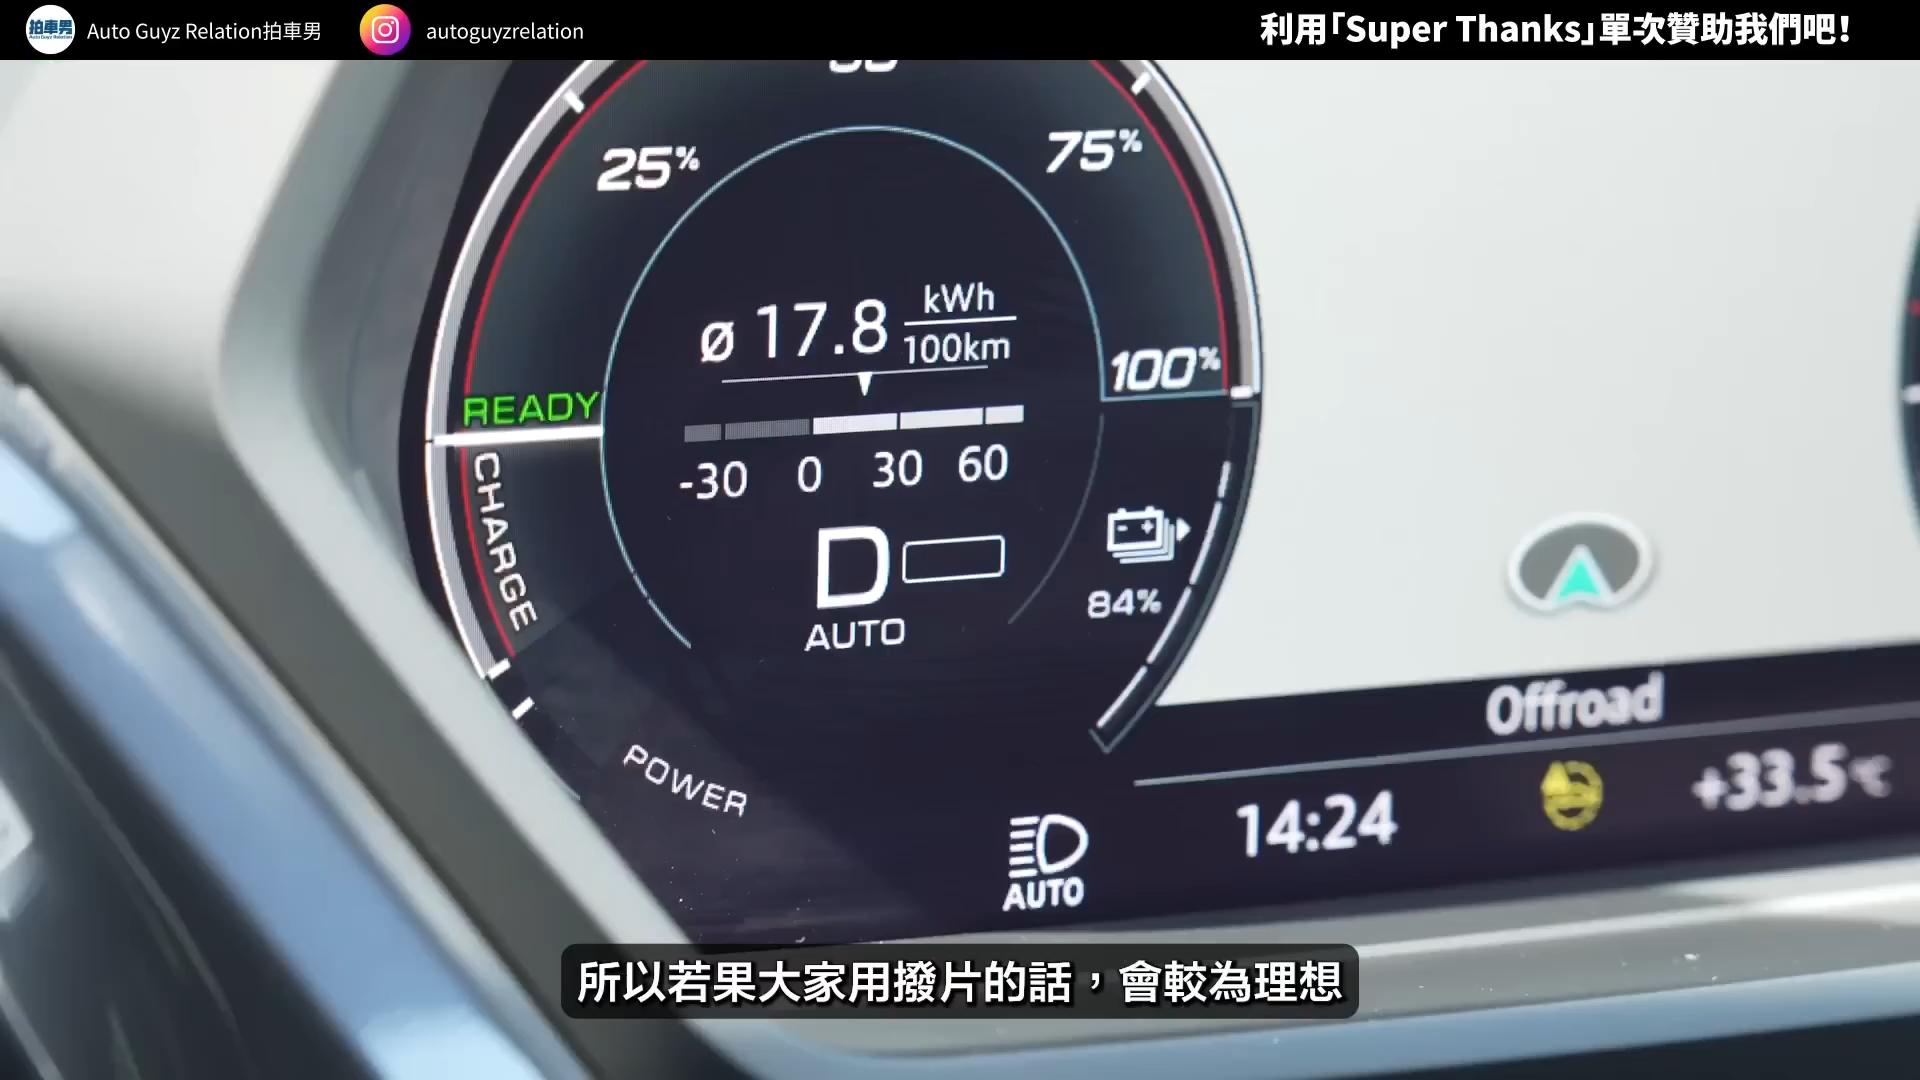 Auto Guyz Relation拍車男
autoguyzrelation
利用「Super Thanks」單次贊助我們吧!
25%
75%
100%
ø 17.8 kWh
100km
READY
CHARGE
-30 0 30 60
D
AUTO
84%
POWER
Offroad
14:24
+33.5°C
AUTO
所以若果大家用撥片的話，會較為理想